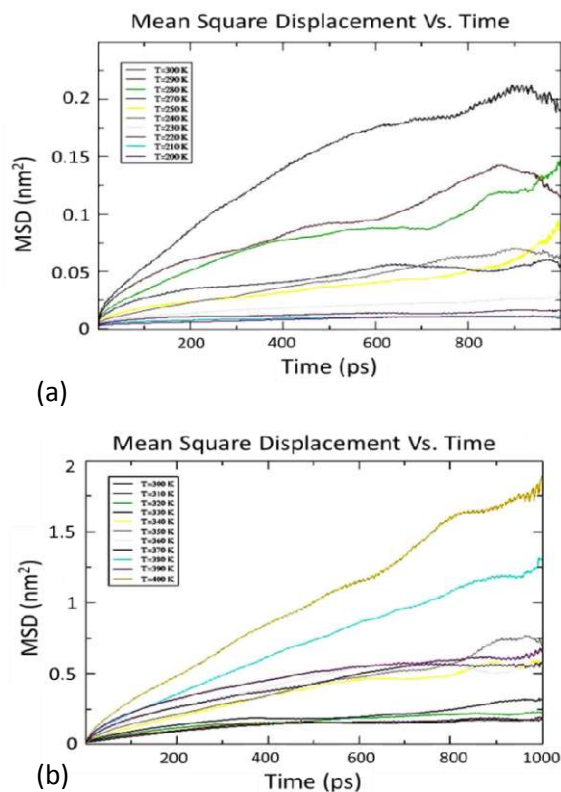 Mean Square Displacement Vs. Time
T=300 K
T=290 K
T=280 K
T=270 K
T=250 K
T=240 K
T=230 K
T=220 K
T=210 K
T=200 K
0.2
0.15
0.1
0.05
0
MSD (nm²)
200 400 600 800
Time (ps)
(a)
Mean Square Displacement Vs. Time
T=300 K
T=310 K
T=320 K
T=330 K
T=340 K
T=350 K
T=360 K
T=370 K
T=380 K
T=390 K
T=400 K
2
1.5
1
0.5
0
MSD (nm²)
0 200 400 600 800 1000
Time (ps)
(b)